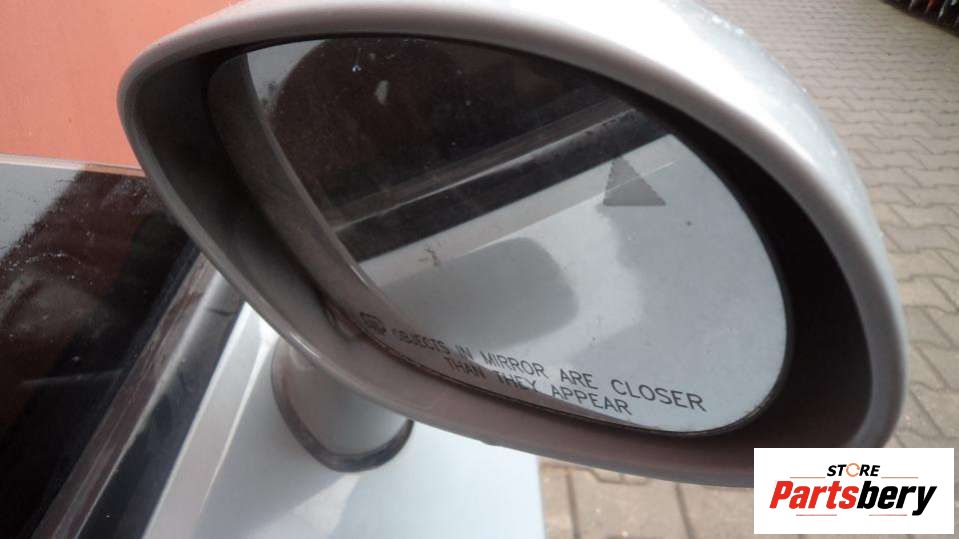 OBJECTS IN MIRROR ARE CLOSER
THAN THEY APPEAR
STORE
Partsbery